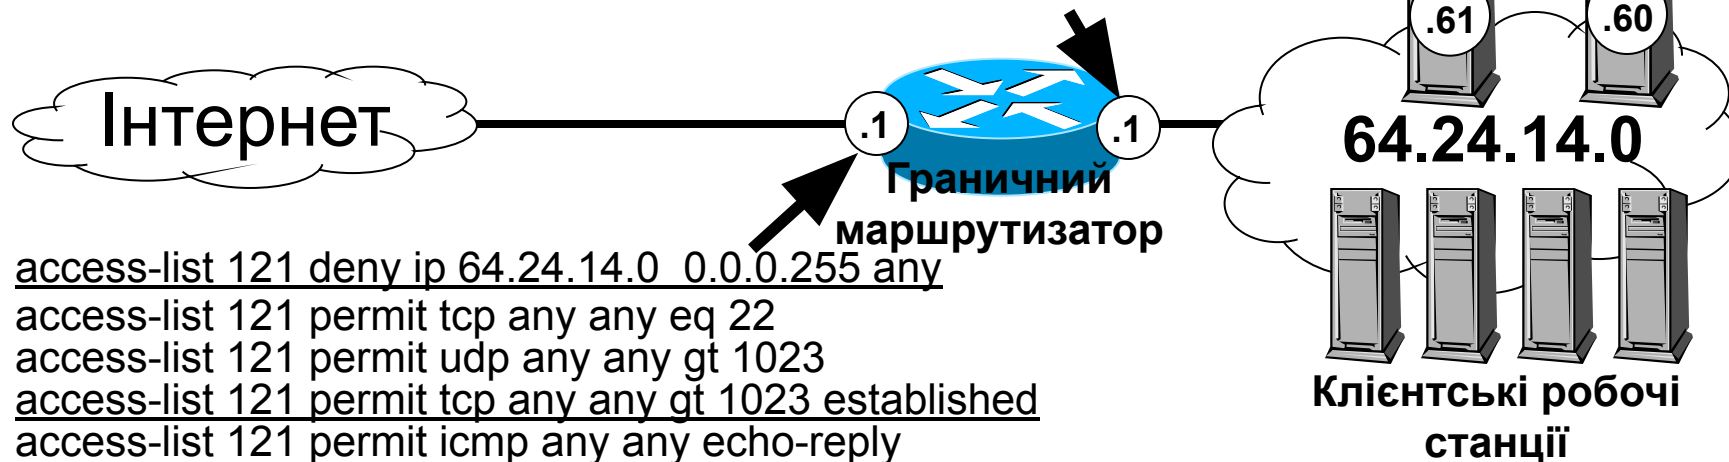 .61
.60
Інтернет
.1
.1
64.24.14.0
Граничний
маршрутизатор
access-list 121 deny ip 64.24.14.0 0.0.0.255 any
access-list 121 permit tcp any any eq 22
access-list 121 permit udp any any gt 1023
access-list 121 permit tcp any any gt 1023 established
access-list 121 permit icmp any any echo-reply
Клієнтські робочі
станції